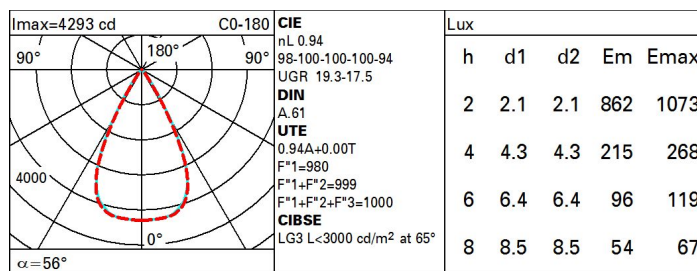 Imax=4293 cd C0-180
90° 180° 90°
4000
0°
α=56°
CIE
nL 0.94
98-100-100-100-94
UGR 19.3-17.5
DIN
A.61
UTE
0.94A+0.00T
F"1=980
F"1+F"2=999
F"1+F"2+F"3=1000
CIBSE
LG3 L<3000 cd/m² at 65°
Lux
h d1 d2 Em Emax
2 2.1 2.1 862 1073
4 4.3 4.3 215 268
6 6.4 6.4 96 119
8 8.5 8.5 54 67